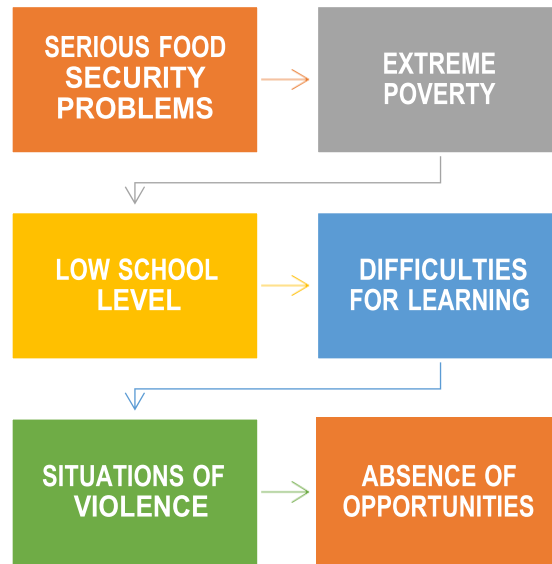 SERIOUS FOOD
SECURITY
PROBLEMS
EXTREME
POVERTY
LOW SCHOOL
LEVEL
DIFFICULTIES
FOR LEARNING
SITUATIONS OF
VIOLENCE
ABSENCE OF
OPPORTUNITIES